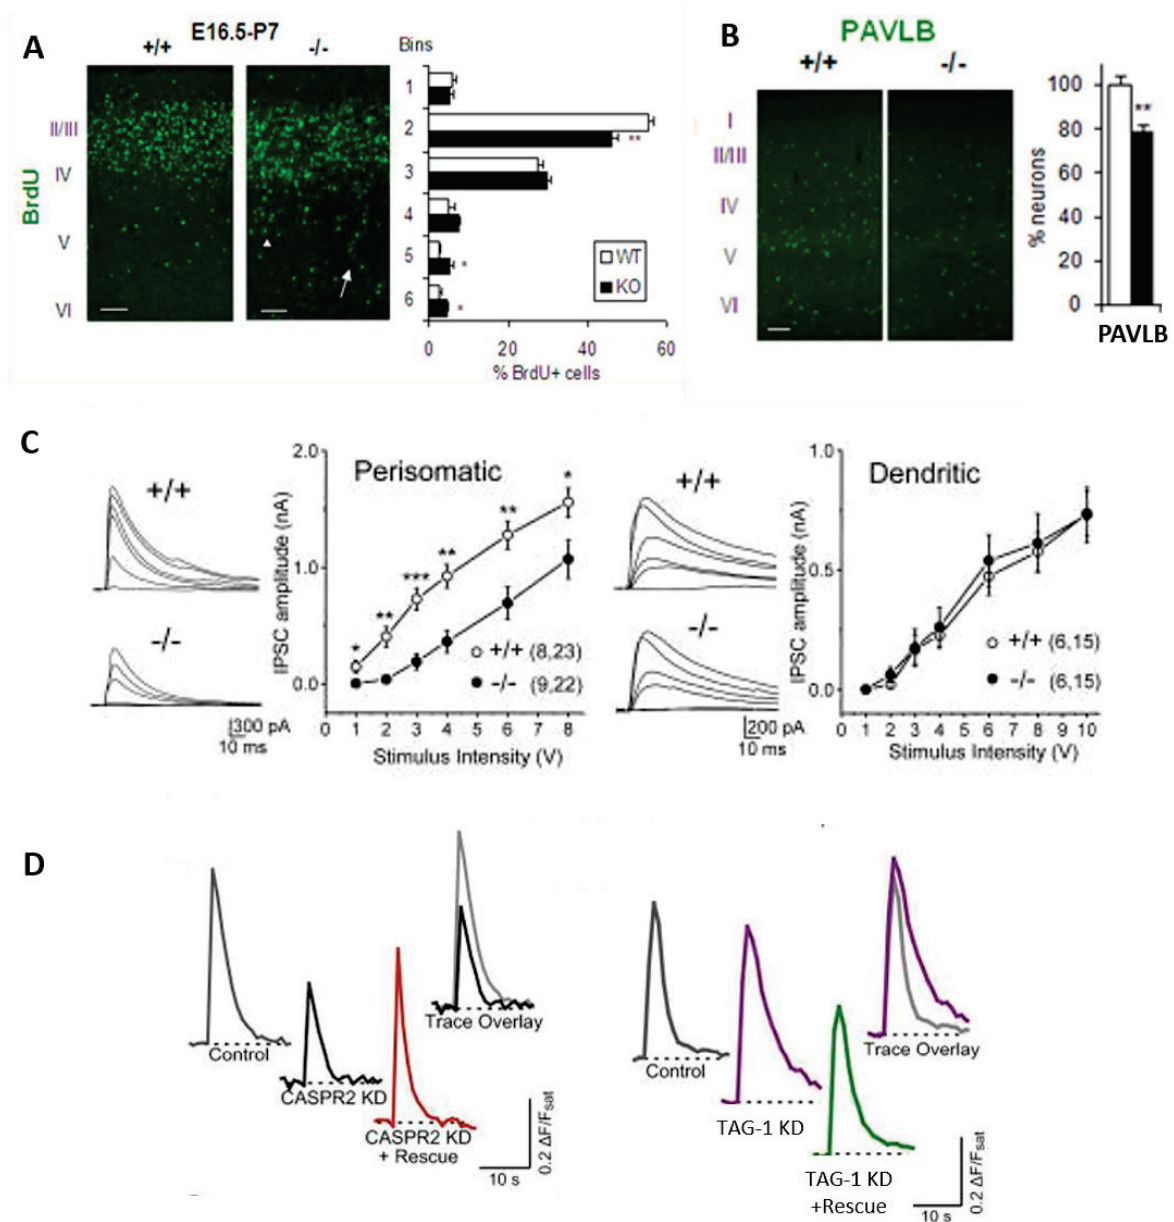 A
E16.5-P7
+/+
-/-
Bins
BrdU
II/III
IV
V
VI
1
2
**
3
4
5
*
6
*
WT
KO
0 20 40 60
% BrdU+ cells
B
PAVLB
+/+
-/-
I
II/III
IV
V
VI
% neurons
100
80
60
40
20
0
**
PAVLB
C
+/+
-/-
300 pA
10 ms
IPSC amplitude (nA)
2.0
1.0
0.0
Perisomatic
*
**
***
**
**
*
+/+ (8,23)
-/- (9,22)
0 1 2 3 4 5 6 7 8
Stimulus Intensity (V)
+/+
-/-
200 pA
10 ms
IPSC amplitude (nA)
1.0
0.5
0.0
Dendritic
+/+ (6,15)
-/- (6,15)
0 1 2 3 4 5 6 7 8 9 10
Stimulus Intensity (V)
D
Control
CASPR2 KD
CASPR2 KD
+ Rescue
Trace Overlay
0.2 ΔF/Fsat
10 s
Control
TAG-1 KD
TAG-1 KD
+Rescue
Trace Overlay
0.2 ΔF/Fsat
10 s